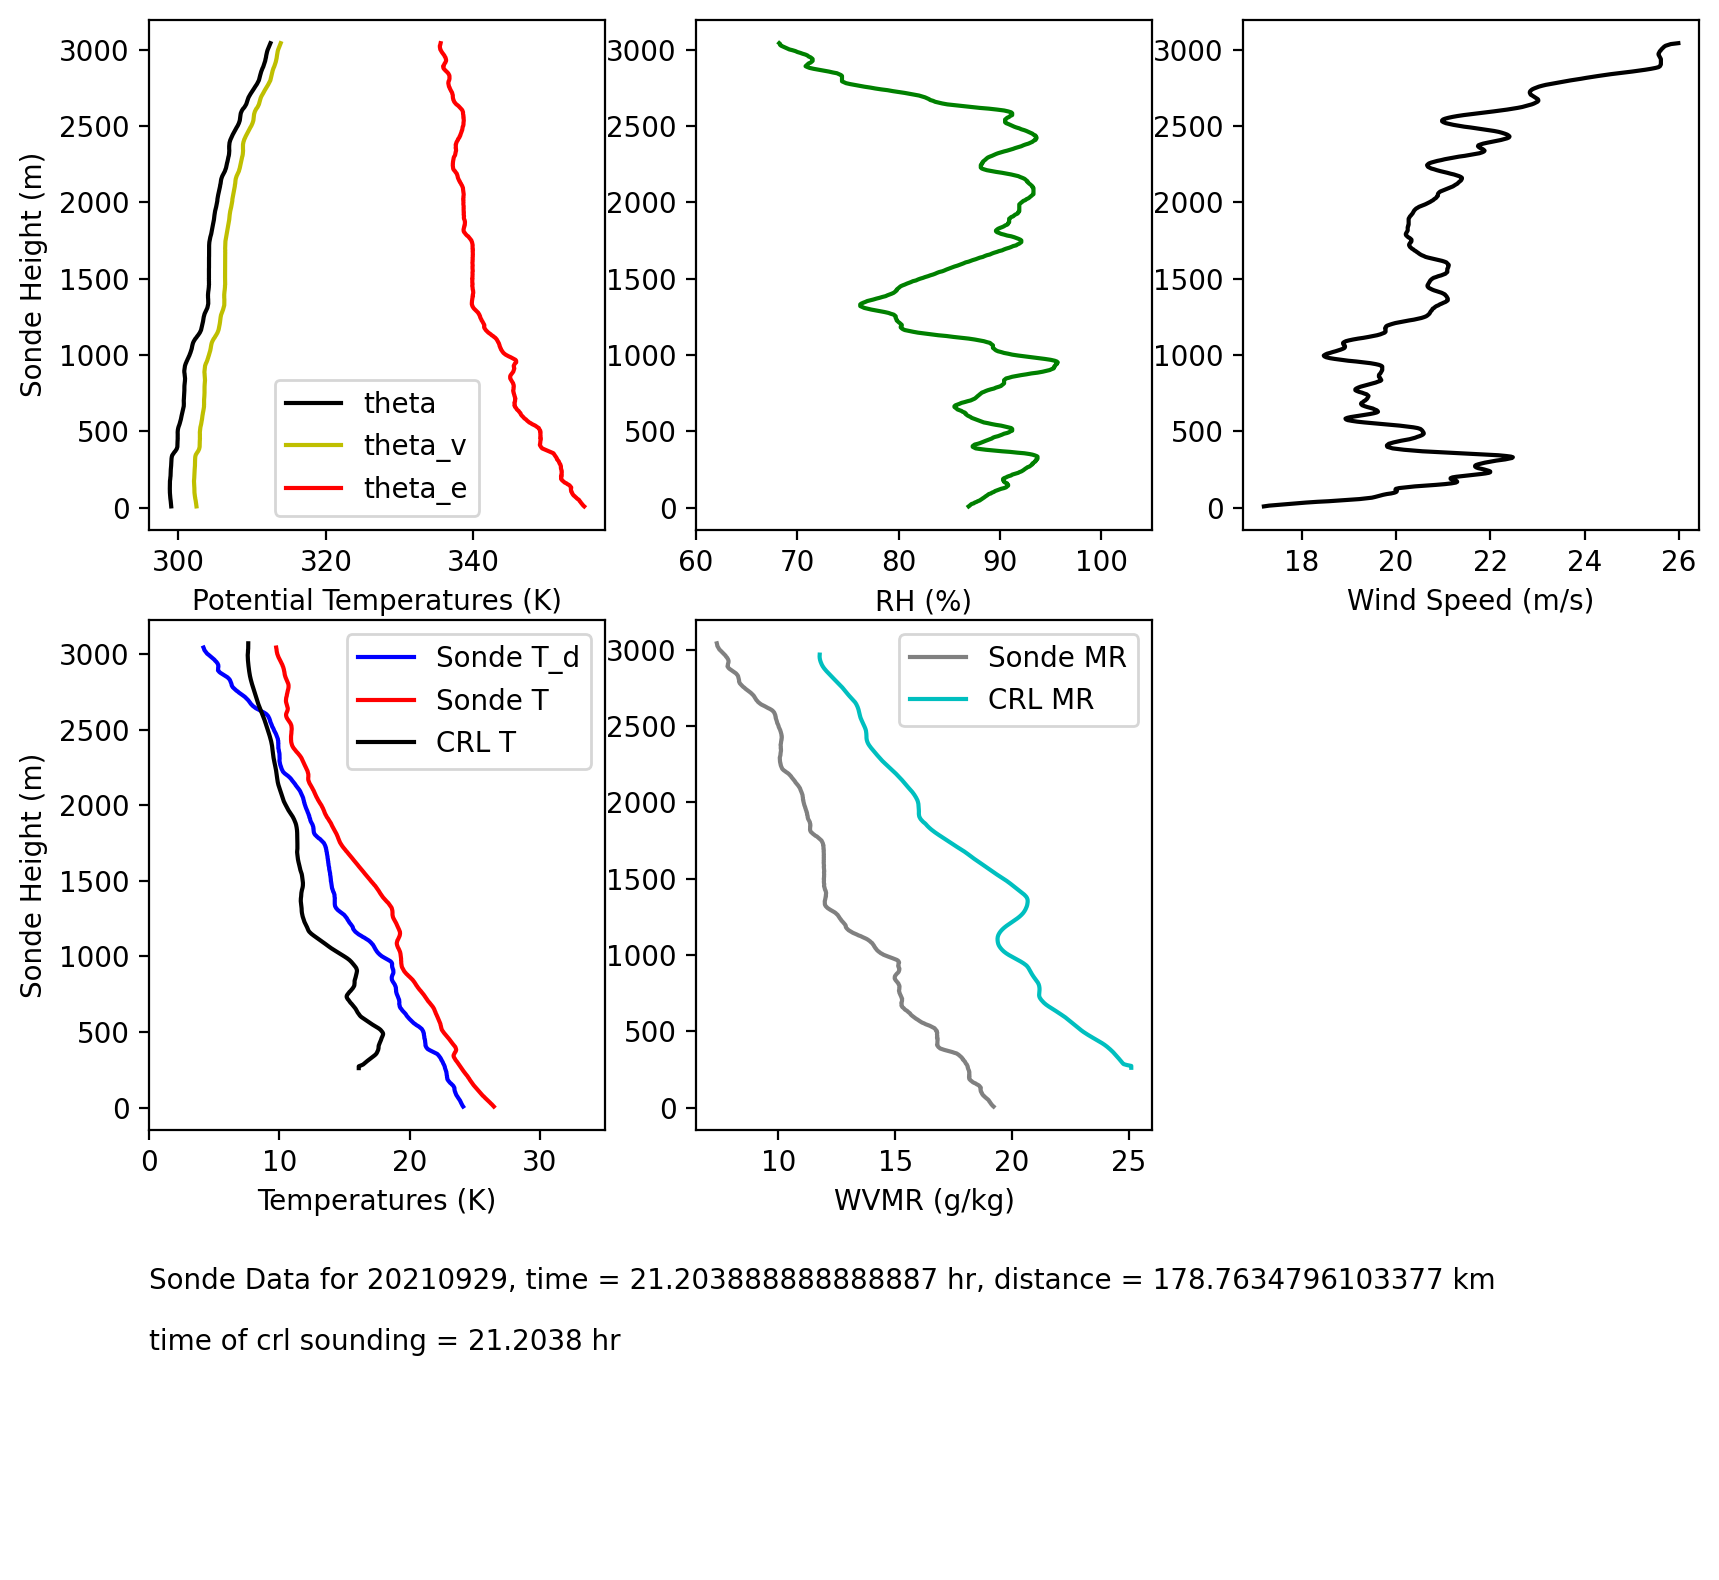 3000
2500
2000
1500
1000
500
0
Sonde Height (m)
300 320 340
Potential Temperatures (K)
theta
theta_v
theta_e
3000
2500
2000
1500
1000
500
0
60 70 80 90 100
RH (%)
3000
2500
2000
1500
1000
500
0
18 20 22 24 26
Wind Speed (m/s)
3000
2500
2000
1500
1000
500
0
Sonde Height (m)
0 10 20 30
Temperatures (K)
Sonde T_d
Sonde T
CRL T
3000
2500
2000
1500
1000
500
0
10 15 20 25
WVMR (g/kg)
Sonde MR
CRL MR
Sonde Data for 20210929, time = 21.203888888888887 hr, distance = 178.7634796103377 km
time of crl sounding = 21.2038 hr